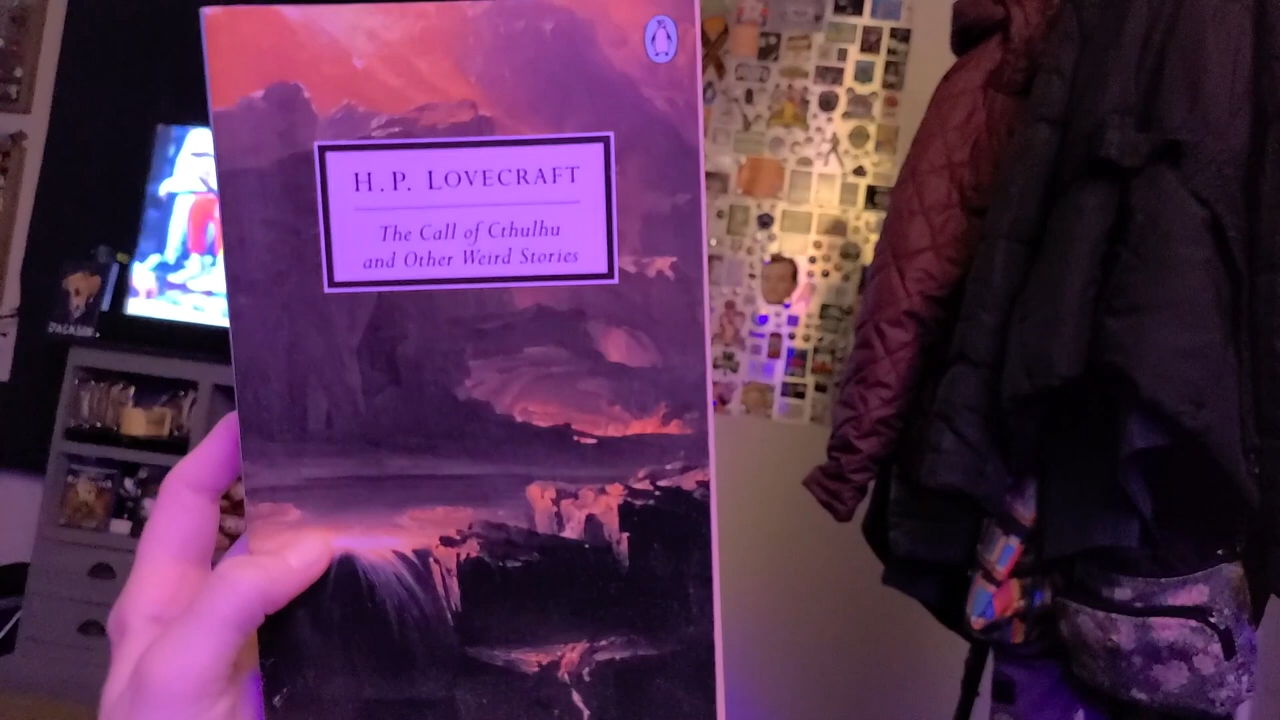 H.P. LOVECRAFT
The Call of Cthulhu
and Other Weird Stories